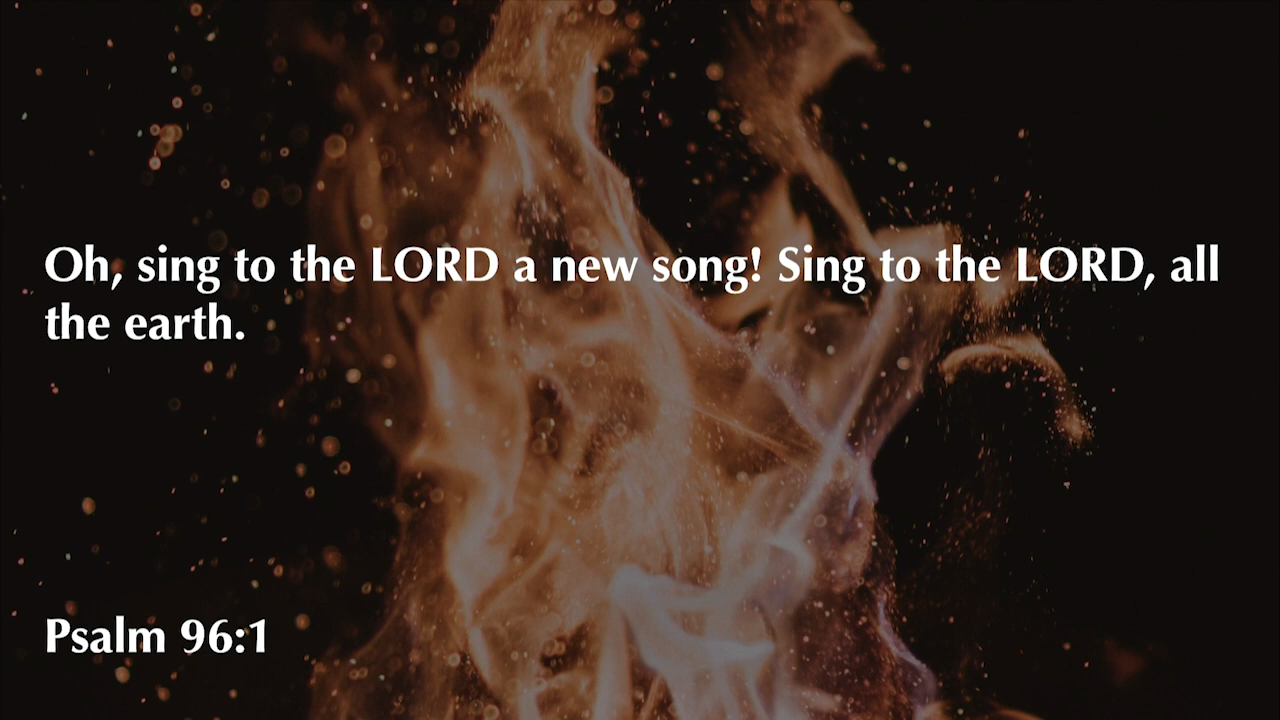 Oh, sing to the LORD a new song! Sing to the LORD, all
the earth.
Psalm 96:1